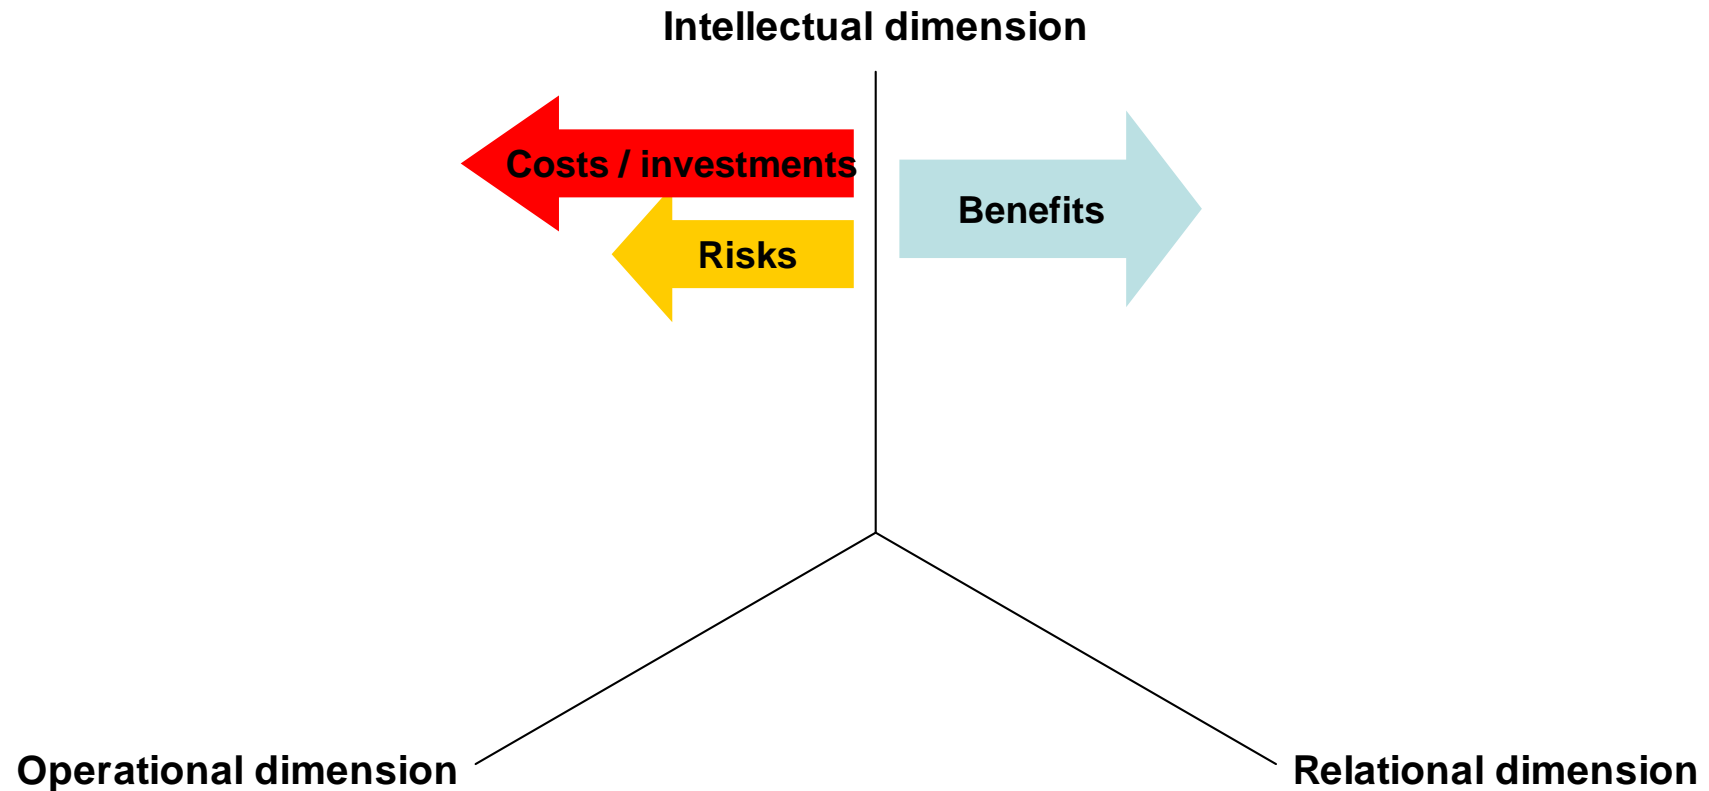 Intellectual dimension
Costs / investments
Benefits
Risks
Operational dimension
Relational dimension